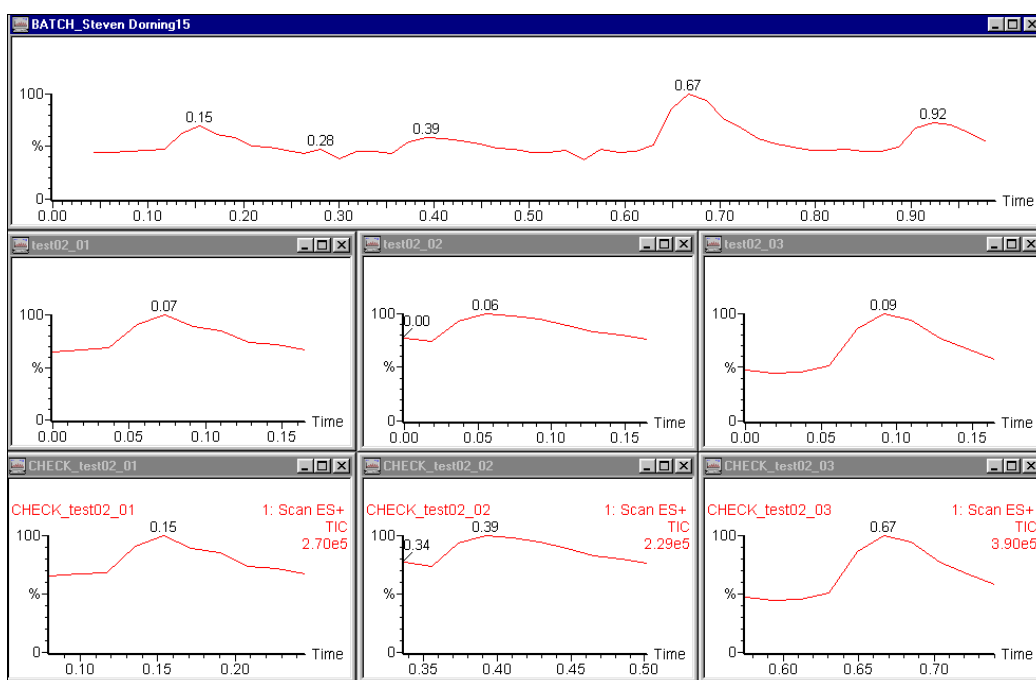 BATCH_Steven Dorning15
0.67
100
0.15
0.92
0.39
0.28
%
0
Time
0.00 0.10 0.20 0.30 0.40 0.50 0.60 0.70 0.80 0.90
test02_01
0.07
100
%
0
Time
0.00 0.05 0.10 0.15
test02_02
0.06
100
0.00
%
0
Time
0.00 0.05 0.10 0.15
test02_03
0.09
100
%
0
Time
0.00 0.05 0.10 0.15
CHECK_test02_01
CHECK_test02_01 1: Scan ES+
TIC
2.70e5
0.15
100
%
0
Time
0.10 0.15 0.20
CHECK_test02_02
CHECK_test02_02 1: Scan ES+
TIC
2.29e5
0.39
100
0.34
%
0
Time
0.35 0.40 0.45 0.50
CHECK_test02_03
CHECK_test02_03 1: Scan ES+
TIC
3.90e5
0.67
100
%
0
Time
0.60 0.65 0.70